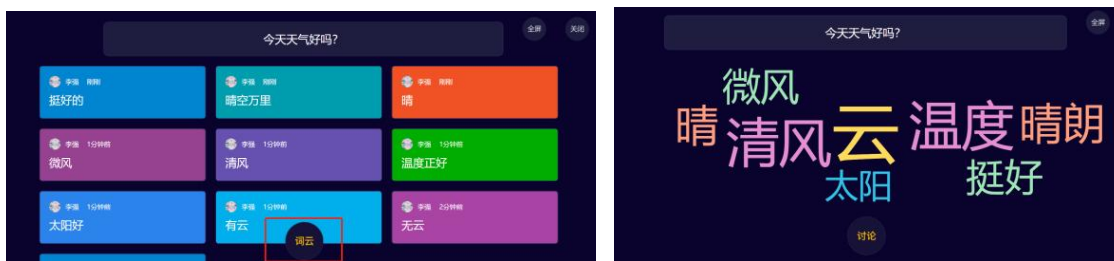 今天天气好吗?
全屏
关闭
李强 刚刚
挺好的
李强 刚刚
晴空万里
李强 刚刚
晴
李强 1分钟前
微风
李强 1分钟前
清风
李强 1分钟前
温度正好
李强 1分钟前
太阳好
李强 1分钟前
有云
李强 2分钟前
无云
词云
今天天气好吗?
全屏
微风
晴
清风
云
温度
晴朗
太阳
挺好
讨论